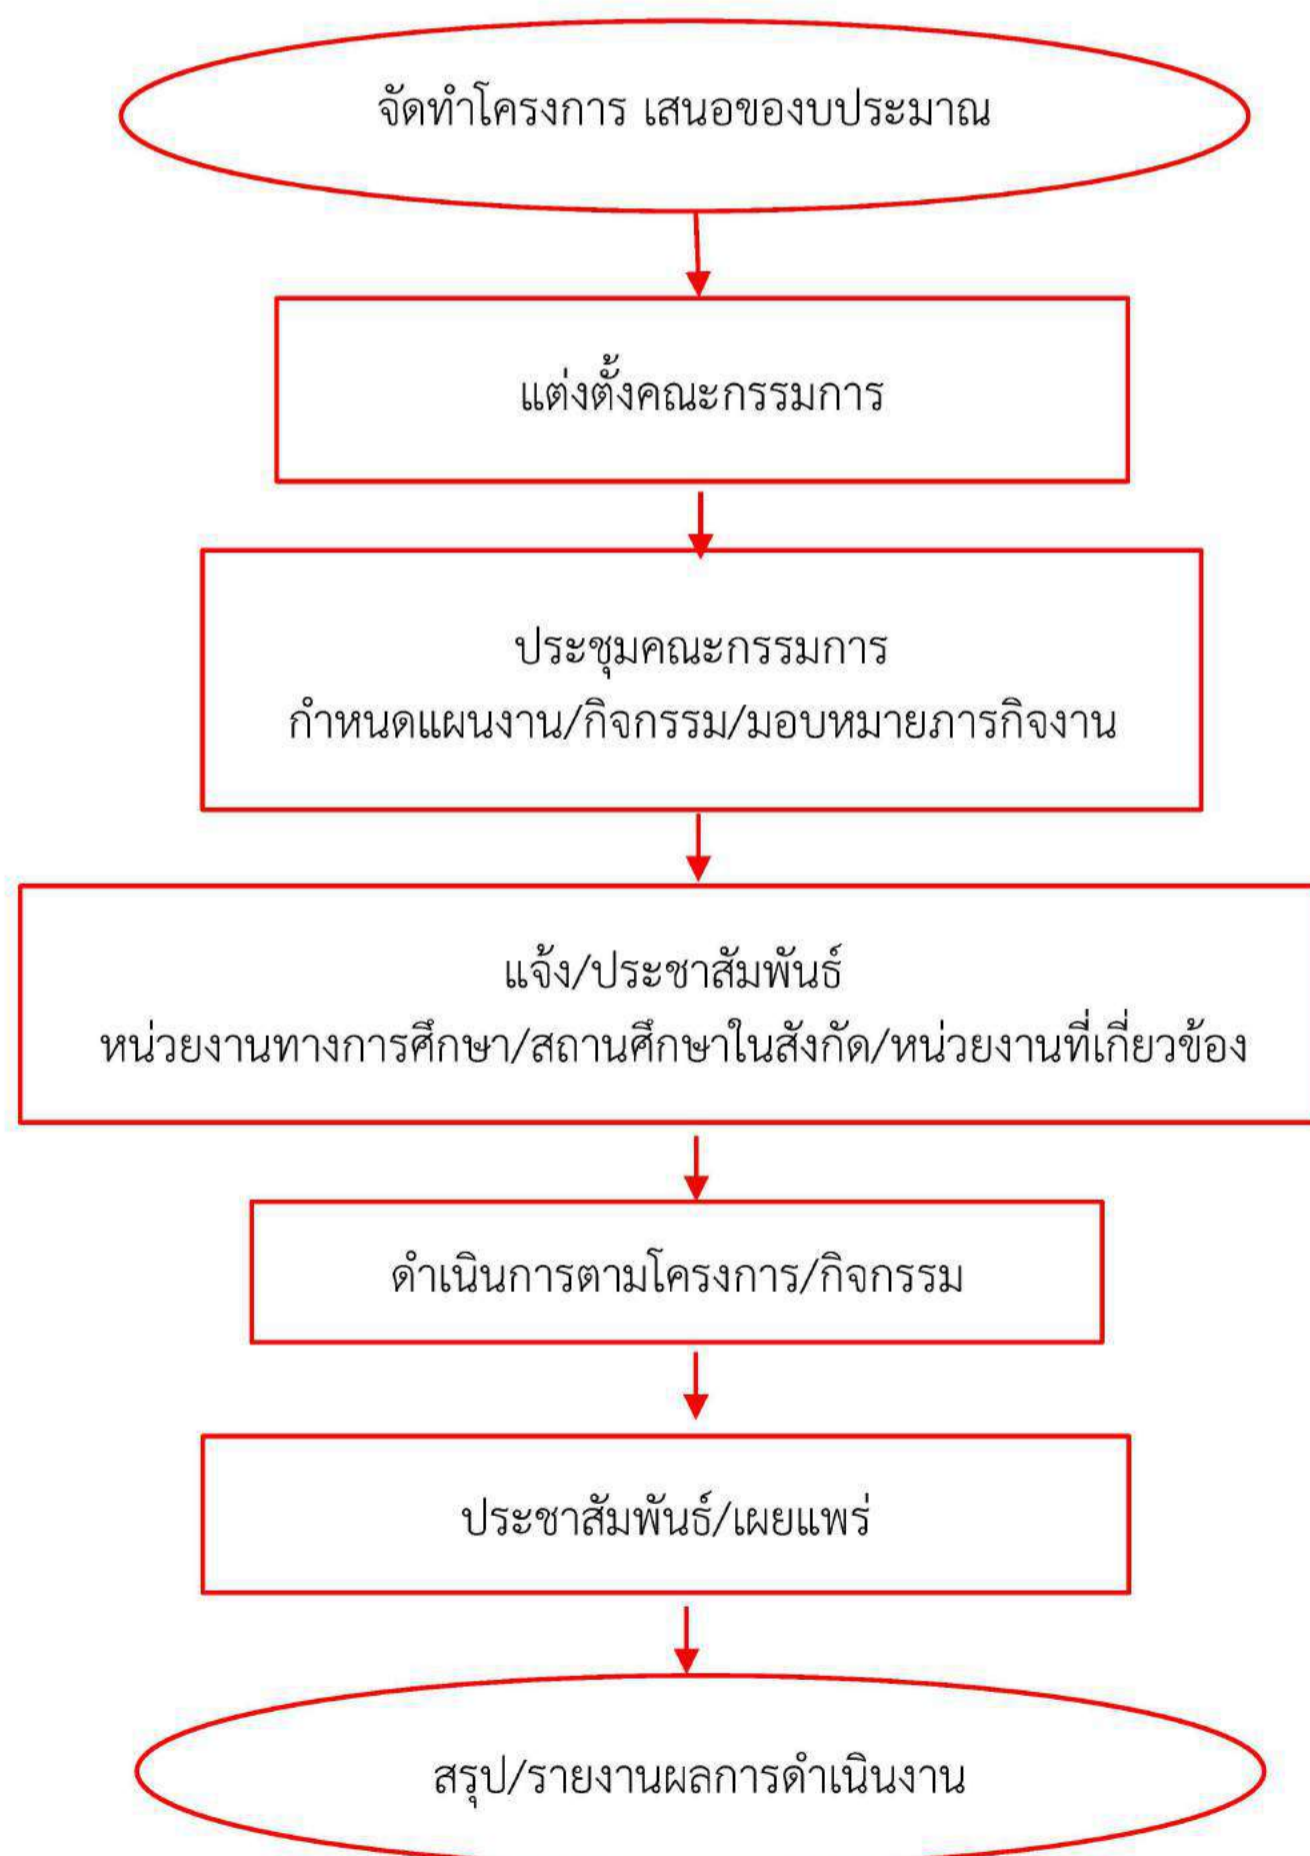 จัดทำโครงการ เสนอของบประมาณ
แต่งตั้งคณะกรรมการ
ประชุมคณะกรรมการ
กำหนดแผนงาน/กิจกรรม/มอบหมายภารกิจงาน
แจ้ง/ประชาสัมพันธ์
หน่วยงานทางการศึกษา/สถานศึกษาในสังกัด/หน่วยงานที่เกี่ยวข้อง
ดำเนินการตามโครงการ/กิจกรรม
ประชาสัมพันธ์/เผยแพร่
สรุป/รายงานผลการดำเนินงาน